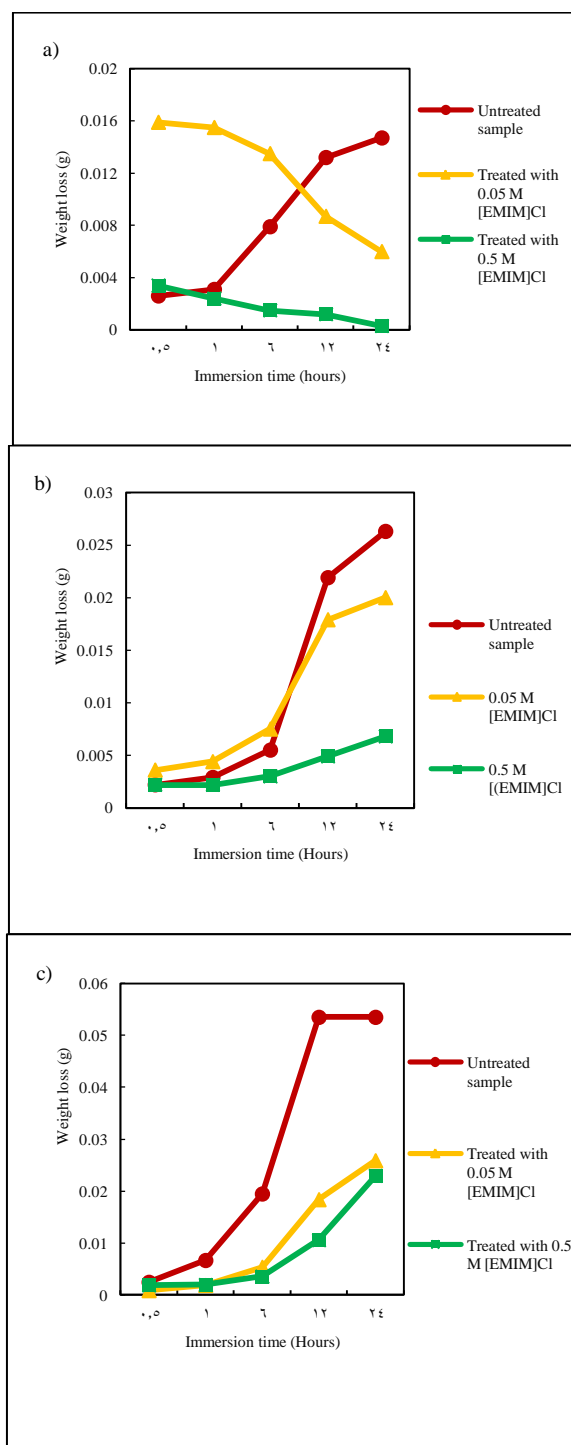 a)
0.02
0.016
0.012
0.008
0.004
0
Weight loss (g)
٠,٥ ١ ٦ ١٢ ٢٤
Immersion time (hours)
Untreated
sample
Treated with
0.05 M
[EMIM]Cl
Treated with
0.5 M
[EMIM]Cl
b)
0.03
0.025
0.02
0.015
0.01
0.005
0
Weight loss (g)
٠,٥ ١ ٦ ١٢ ٢٤
Immersion time (Hours)
Untreated
sample
0.05 M
[EMIM]Cl
0.5 M
[(EMIM]Cl
c)
0.06
0.05
0.04
0.03
0.02
0.01
0
Weight loss (g)
٠,٥ ١ ٦ ١٢ ٢٤
Immersion time (Hours)
Untreated
sample
Treated with
0.05 M
[EMIM]Cl
Treated with 0.5
M [EMIM]Cl